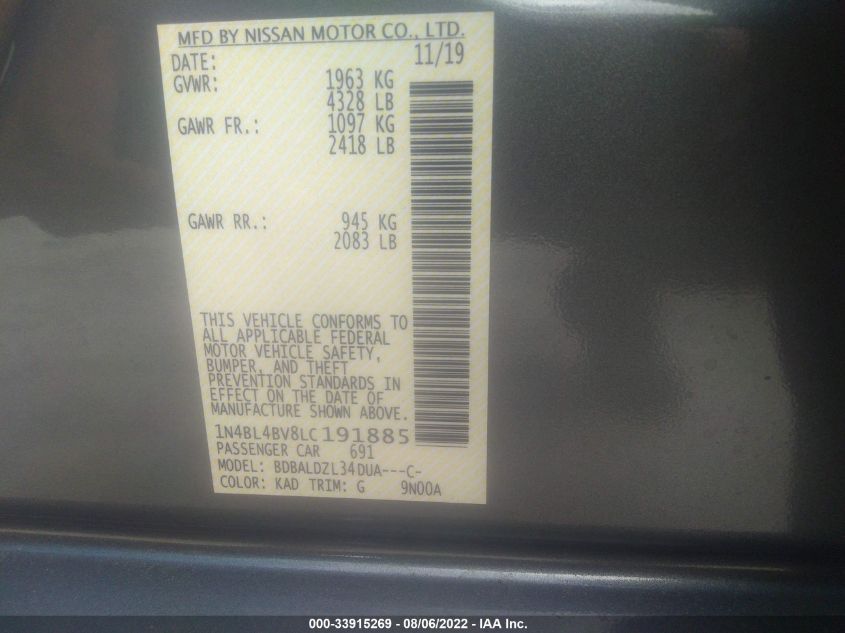 MFD BY NISSAN MOTOR CO., LTD.
DATE: 11/19
GVWR: 1963 KG
4328 LB
GAWR FR.: 1097 KG
2418 LB
GAWR RR.: 945 KG
2083 LB
THIS VEHICLE CONFORMS TO
ALL APPLICABLE FEDERAL
MOTOR VEHICLE SAFETY,
BUMPER, AND THEFT
PREVENTION STANDARDS IN
EFFECT ON THE DATE OF
MANUFACTURE SHOWN ABOVE.
1N4BL4BV8LC191885
PASSENGER CAR 691
MODEL: BDBALDZL34DUA---C-
COLOR: KAD TRIM: G 9N00A
000-33915269 - 08/06/2022 - IAA Inc.